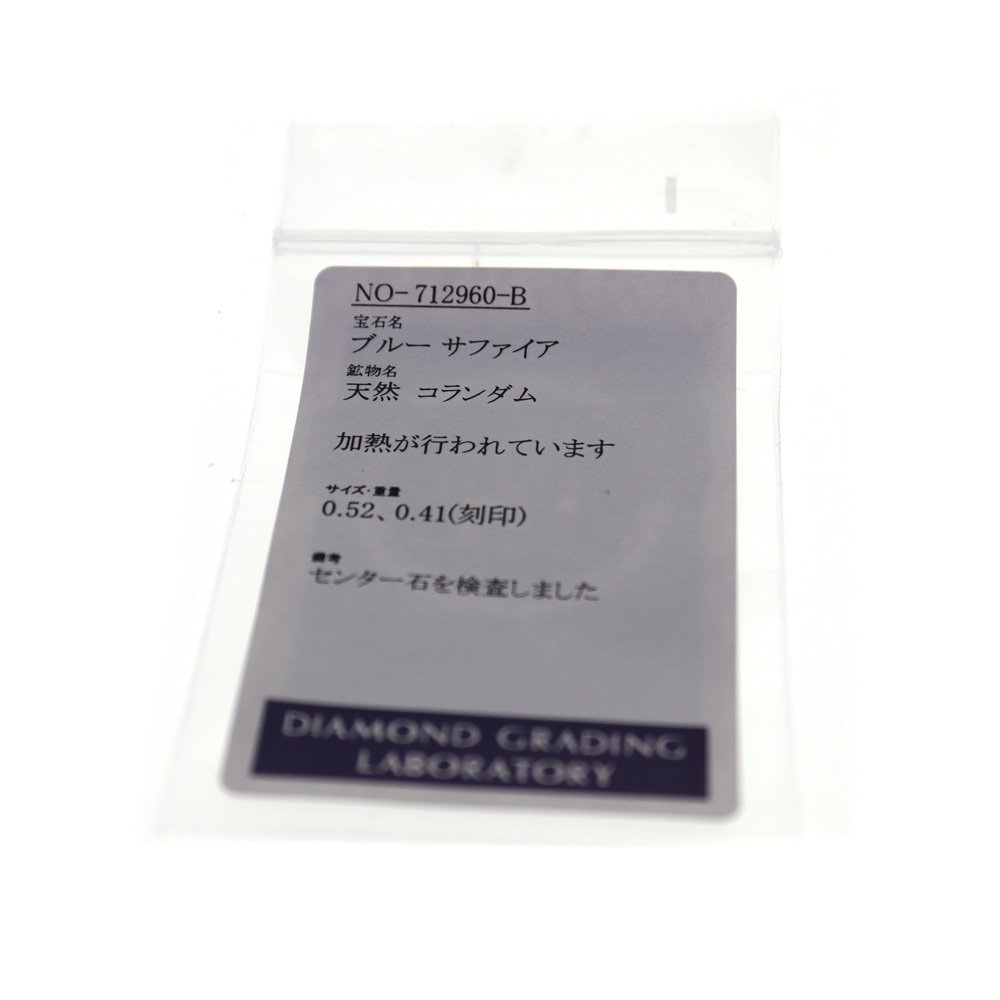 NO-712960-B
宝石名
ブルー サファイア
鉱物名
天然 コランダム
加熱が行われています
サイズ・重量
0.52、0.41(刻印)
備考
センター石を検査しました
DIAMOND GRADING
LABORATORY